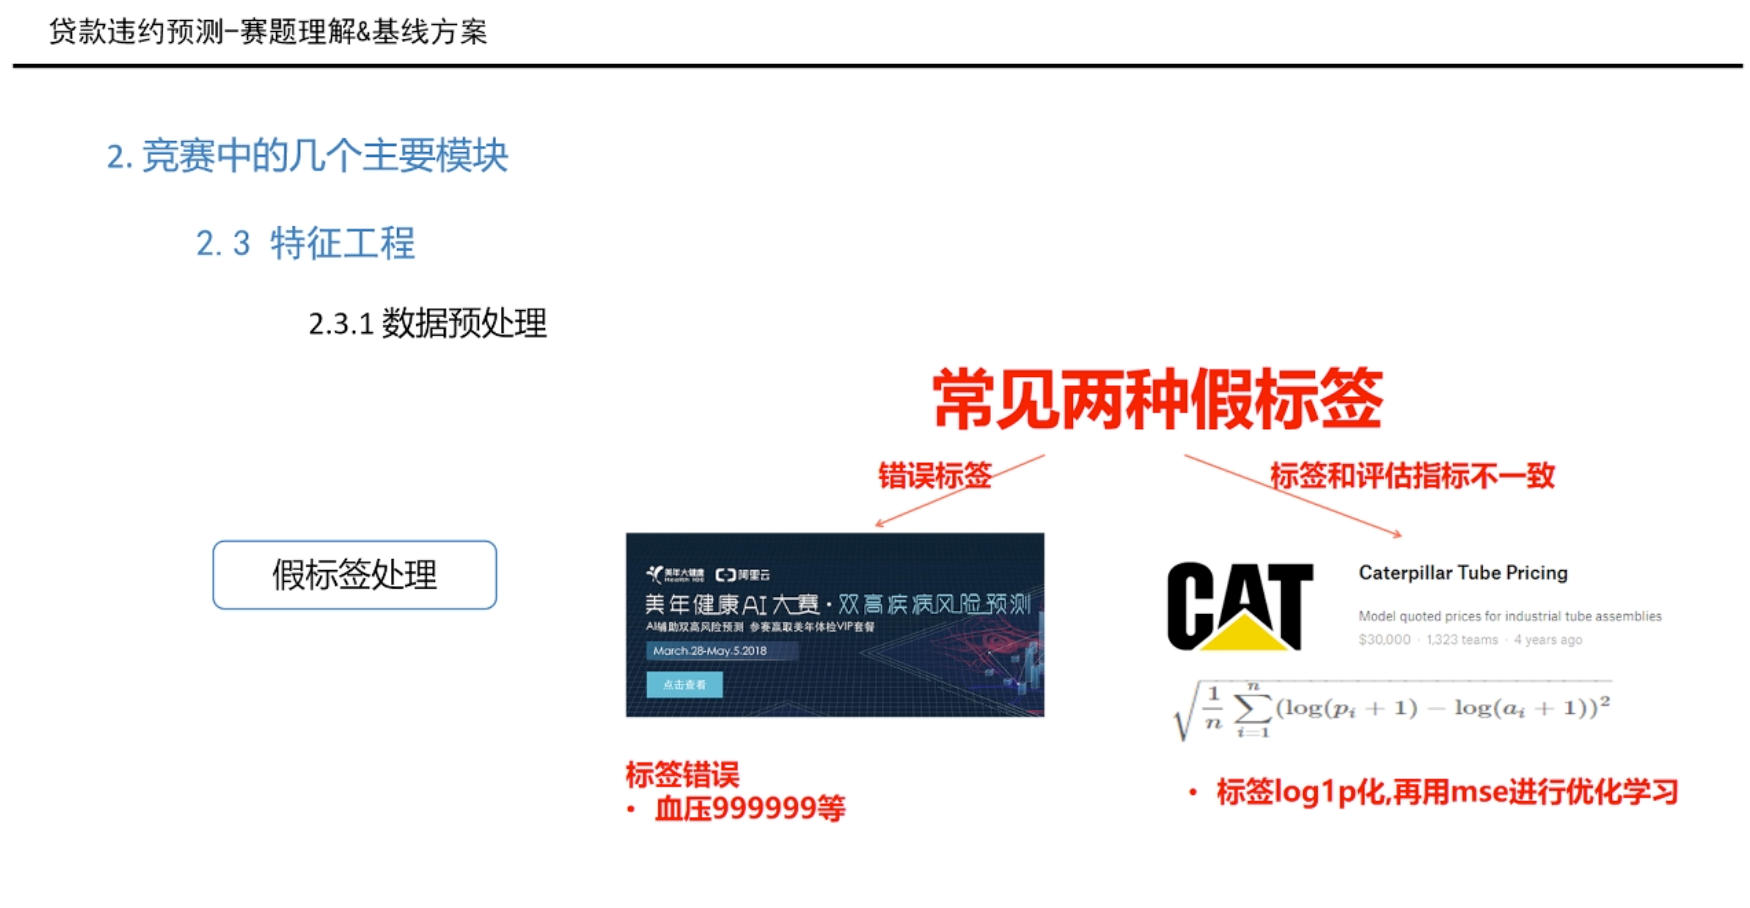 贷款违约预测-赛题理解&基线方案
2. 竞赛中的几个主要模块
2.3 特征工程
2.3.1 数据预处理
常见两种假标签
错误标签
标签和评估指标不一致
假标签处理
美年大健康 Health 100 阿里云
美年健康AI大赛·双高疾病风险预测
AI辅助双高风险预测 参赛赢取美年体检VIP套餐
March.28-May.5.2018
点击查看
CAT
Caterpillar Tube Pricing
Model quoted prices for industrial tube assemblies
$30,000 · 1,323 teams · 4 years ago
√(1/n ∑_{i=1}^{n} (log(p_i + 1) − log(a_i + 1))²)
标签错误
• 血压999999等
• 标签log1p化,再用mse进行优化学习